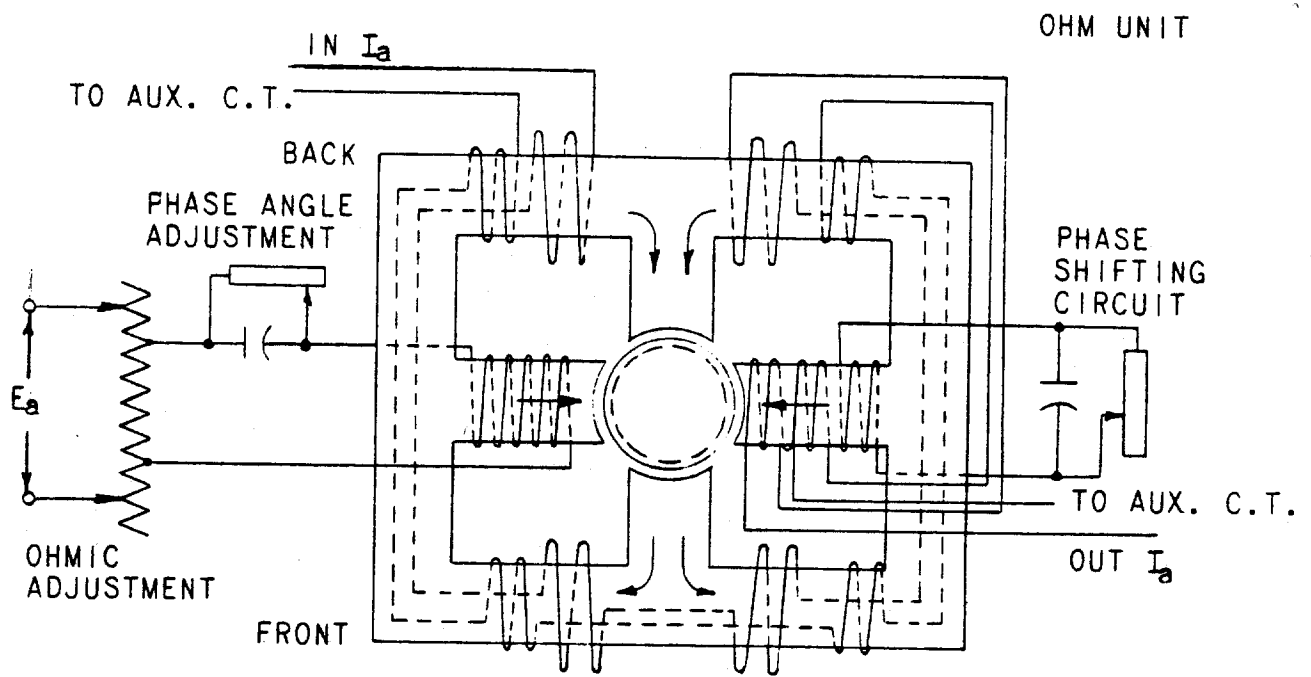 OHM UNIT
IN Ia
TO AUX. C.T.
BACK
PHASE ANGLE
ADJUSTMENT
PHASE
SHIFTING
CIRCUIT
Ea
TO AUX. C.T.
OUT Ia
OHMIC
ADJUSTMENT
FRONT